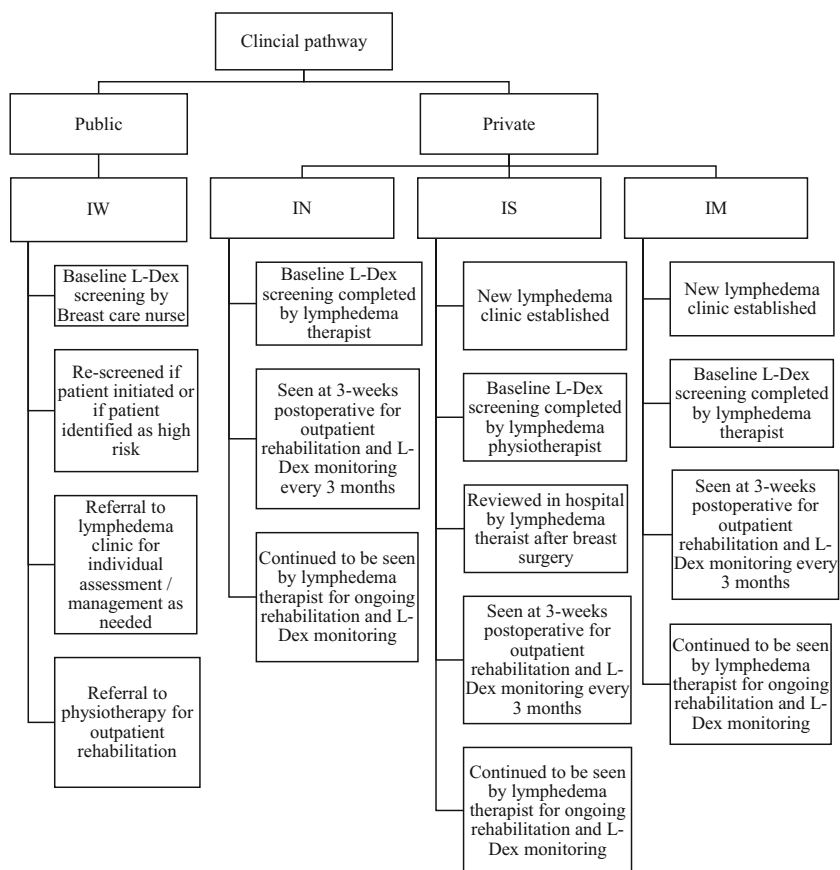 Clincial pathway
Public
Private
IW
IN
IS
IM
Baseline L-Dex
screening by
Breast care nurse
Re-screened if
patient initiated or
if patient
identified as high
risk
Referral to
lymphedema
clinic for
individual
assessment /
management as
needed
Referral to
physiotherapy for
outpatient
rehabilitation
Baseline L-Dex
screening completed
by lymphedema
therapist
Seen at 3-weeks
postoperative for
outpatient
rehabilitation and L-
Dex monitoring
every 3 months
Continued to be seen
by lymphedema
therapist for ongoing
rehabilitation and L-
Dex monitoring
New lymphedema
clinic established
Baseline L-Dex
screening completed
by lymphedema
physiotherapist
Reviewed in hospital
by lymphedema
theraist after breast
surgery
Seen at 3-weeks
postoperative for
outpatient
rehabilitation and L-
Dex monitoring every
3 months
Continued to be seen
by lymphedema
therapist for ongoing
rehabilitation and L-
Dex monitoring
New lymphedema
clinic established
Baseline L-Dex
screening completed
by lymphedema
therapist
Seen at 3-weeks
postoperative for
outpatient
rehabilitation and L-
Dex monitoring every
3 months
Continued to be seen
by lymphedema
therapist for ongoing
rehabilitation and L-
Dex monitoring